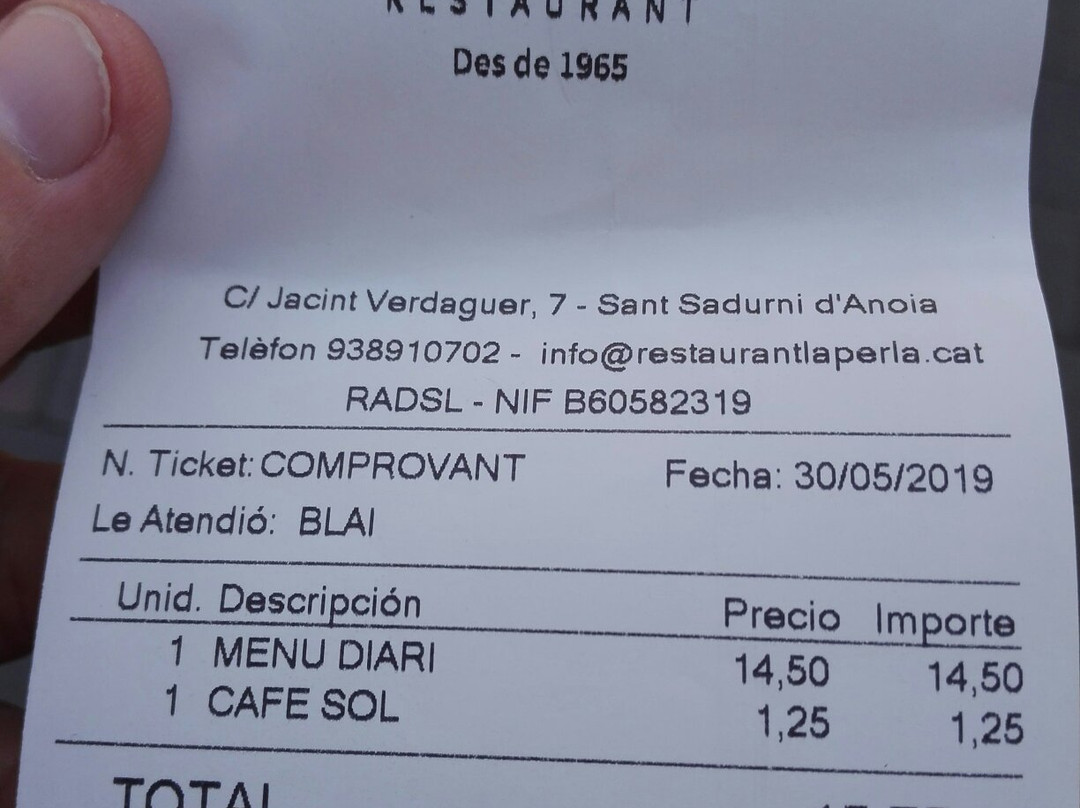 RESTAURANT
Des de 1965
C/ Jacint Verdaguer, 7 - Sant Sadurni d'Anoia
Telèfon 938910702 - info@restaurantlaperla.cat
RADSL - NIF B60582319
N. Ticket: COMPROVANT Fecha: 30/05/2019
Le Atendió: BLAI
Unid. Descripción Precio Importe
1 MENU DIARI 14,50 14,50
1 CAFE SOL 1,25 1,25
TOTAL